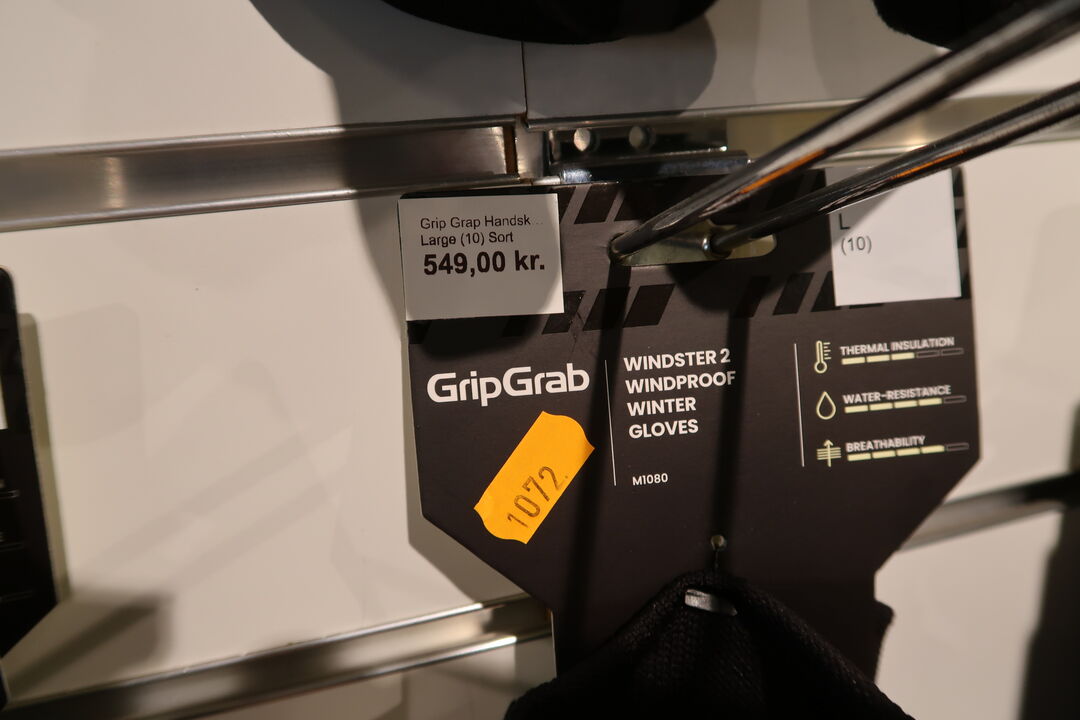 Grip Grap Handsk...
Large (10) Sort
549,00 kr.
L
(10)
GripGrab
WINDSTER 2
WINDPROOF
WINTER
GLOVES
M1080
THERMAL INSULATION
WATER-RESISTANCE
BREATHABILITY
1072